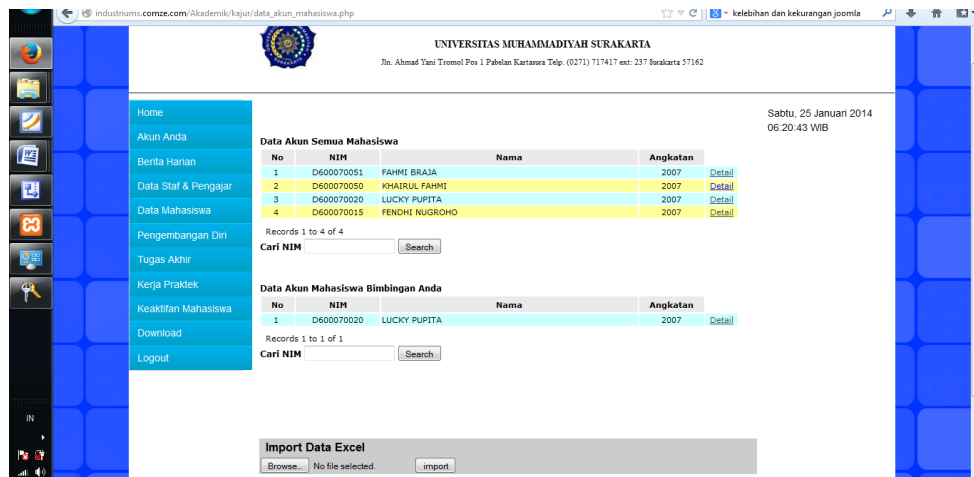 industriums.comze.com/Akademik/kajur/data_akun_mahasiswa.php
kelebihan dan kekurangan joomla
UNIVERSITAS MUHAMMADIYAH SURAKARTA
Jln. Ahmad Yani Tromol Pos 1 Pabelan Kartasura Telp. (0271) 717417 ext: 237 Surakarta 57162
Sabtu, 25 Januari 2014
06:20:43 WIB
Home
Akun Anda
Berita Harian
Data Staf & Pengajar
Data Mahasiswa
Pengembangan Diri
Tugas Akhir
Kerja Praktek
Keaktifan Mahasiswa
Download
Logout
Data Akun Semua Mahasiswa
No NIM Nama Angkatan
1 D600070051 FAHMI BRAJA 2007 Detail
2 D600070050 KHAIRUL FAHMI 2007 Detail
3 D600070020 LUCKY PUPITA 2007 Detail
4 D600070015 FENDHI NUGROHO 2007 Detail
Records 1 to 4 of 4
Cari NIM Search
Data Akun Mahasiswa Bimbingan Anda
No NIM Nama Angkatan
1 D600070020 LUCKY PUPITA 2007 Detail
Records 1 to 1 of 1
Cari NIM Search
Import Data Excel
Browse... No file selected. import
IN